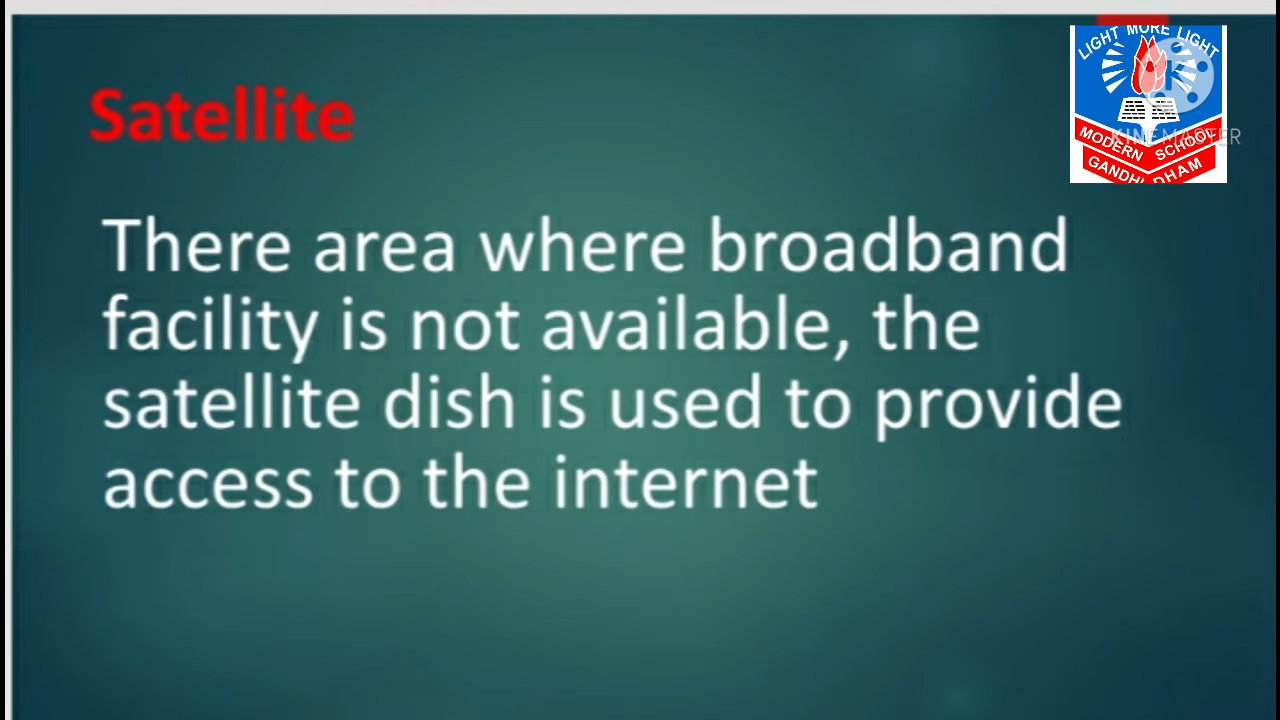 LIGHT MORE LIGHT
Satellite
KINEMASTER
MODERN SCHOOL
GANDHIDHAM
There area where broadband
facility is not available, the
satellite dish is used to provide
access to the internet